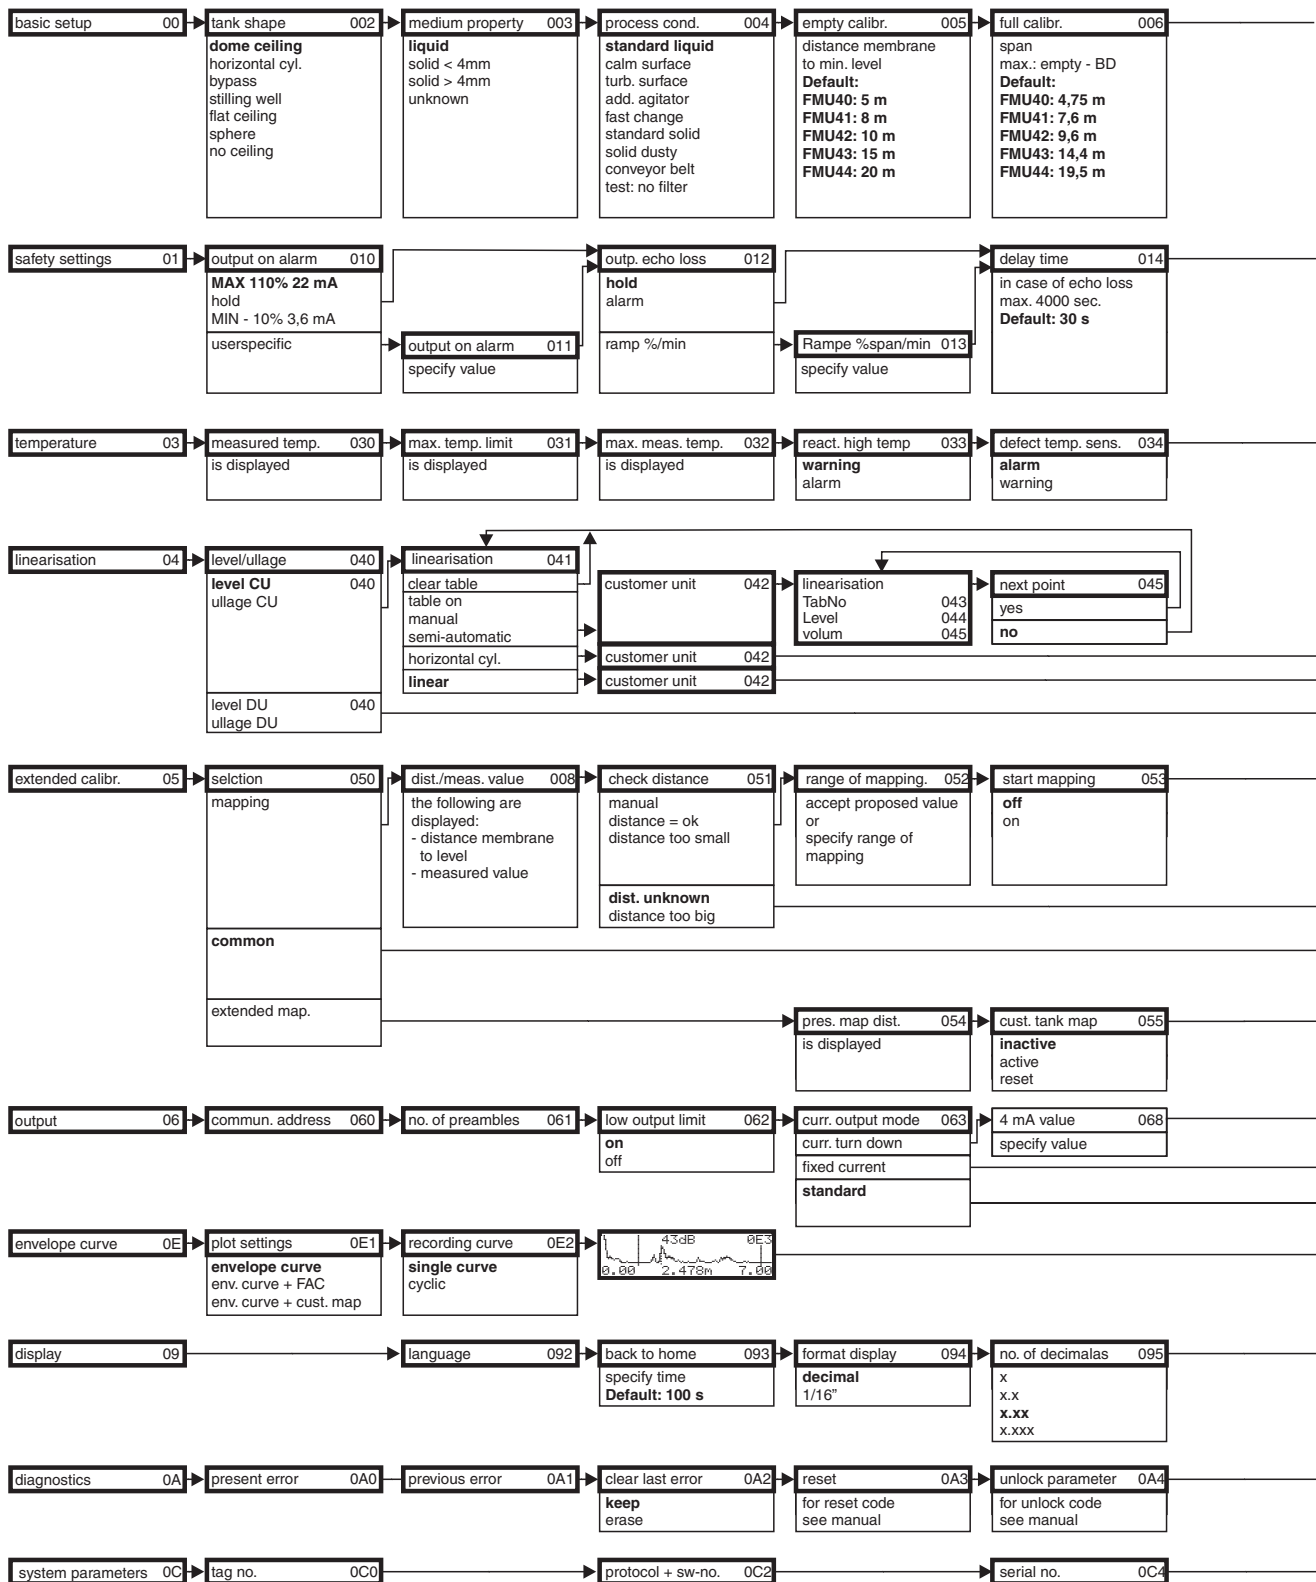 basic setup 00
tank shape 002
dome ceiling
horizontal cyl.
bypass
stilling well
flat ceiling
sphere
no ceiling
medium property 003
liquid
solid < 4mm
solid > 4mm
unknown
process cond. 004
standard liquid
calm surface
turb. surface
add. agitator
fast change
standard solid
solid dusty
conveyor belt
test: no filter
empty calibr. 005
distance membrane
to min. level
Default:
FMU40: 5 m
FMU41: 8 m
FMU42: 10 m
FMU43: 15 m
FMU44: 20 m
full calibr. 006
span
max.: empty - BD
Default:
FMU40: 4,75 m
FMU41: 7,6 m
FMU42: 9,6 m
FMU43: 14,4 m
FMU44: 19,5 m
safety settings 01
output on alarm 010
MAX 110% 22 mA
hold
MIN - 10% 3,6 mA
userspecific
output on alarm 011
specify value
outp. echo loss 012
hold
alarm
ramp %/min
Rampe %span/min 013
specify value
delay time 014
in case of echo loss
max. 4000 sec.
Default: 30 s
temperature 03
measured temp. 030
is displayed
max. temp. limit 031
is displayed
max. meas. temp. 032
is displayed
react. high temp 033
warning
alarm
defect temp. sens. 034
alarm
warning
linearisation 04
level/ullage 040
level CU 040
ullage CU
level DU 040
ullage DU
linearisation 041
clear table
table on
manual
semi-automatic
horizontal cyl.
linear
customer unit 042
customer unit 042
customer unit 042
linearisation
TabNo 043
Level 044
volum 045
next point 045
yes
no
extended calibr. 05
selction 050
mapping
common
extended map.
dist./meas. value 008
the following are
displayed:
- distance membrane
to level
- measured value
check distance 051
manual
distance = ok
distance too small
dist. unknown
distance too big
range of mapping. 052
accept proposed value
or
specify range of
mapping
start mapping 053
off
on
pres. map dist. 054
is displayed
cust. tank map 055
inactive
active
reset
output 06
commun. address 060
no. of preambles 061
low output limit 062
on
off
curr. output mode 063
curr. turn down
fixed current
standard
4 mA value 068
specify value
envelope curve 0E
plot settings 0E1
envelope curve
env. curve + FAC
env. curve + cust. map
recording curve 0E2
single curve
cyclic
43dB 0E3
0.00 2.478m 7.00
display 09
language 092
back to home 093
specify time
Default: 100 s
format display 094
decimal
1/16”
no. of decimalas 095
x
x.x
x.xx
x.xxx
diagnostics 0A
present error 0A0
previous error 0A1
clear last error 0A2
keep
erase
reset 0A3
for reset code
see manual
unlock parameter 0A4
for unlock code
see manual
system parameters 0C
tag no. 0C0
protocol + sw-no. 0C2
serial no. 0C4